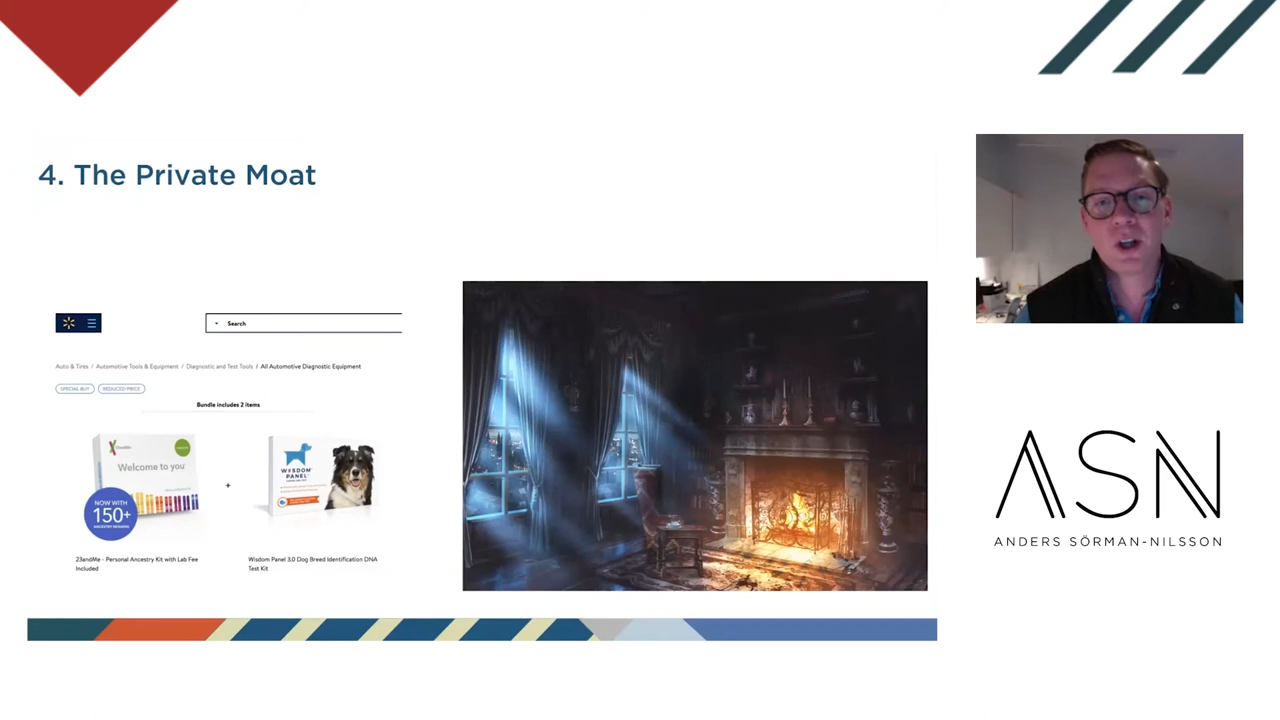 4. The Private Moat
Search
Auto & Tires / Automotive Tools & Equipment / Diagnostic and Test Tools / All Automotive Diagnostic Equipment
SPECIAL BUY REDUCED PRICE
Bundle includes 2 items
Welcome to you
NOW WITH
150+
+
WISDOM
PANEL
23andMe - Personal Ancestry Kit with Lab Fee
Included
Wisdom Panel 3.0 Dog Breed Identification DNA
Test Kit
ASN
ANDERS SÖRMAN-NILSSON